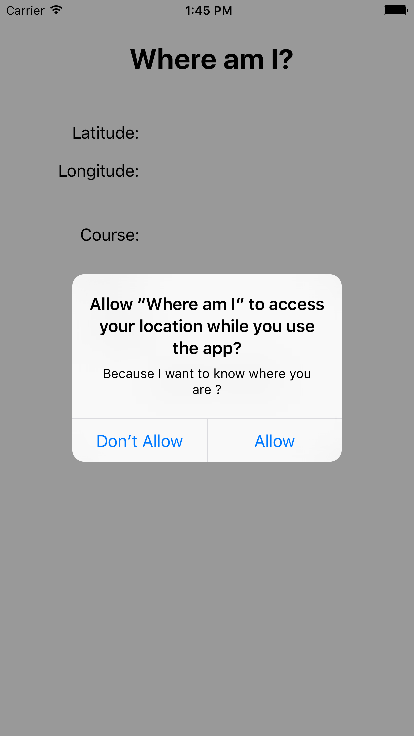 Carrier 1:45 PM
Where am I?
Latitude:
Longitude:
Course:
Allow “Where am I” to access
your location while you use
the app?
Because I want to know where you
are ?
Don’t Allow Allow